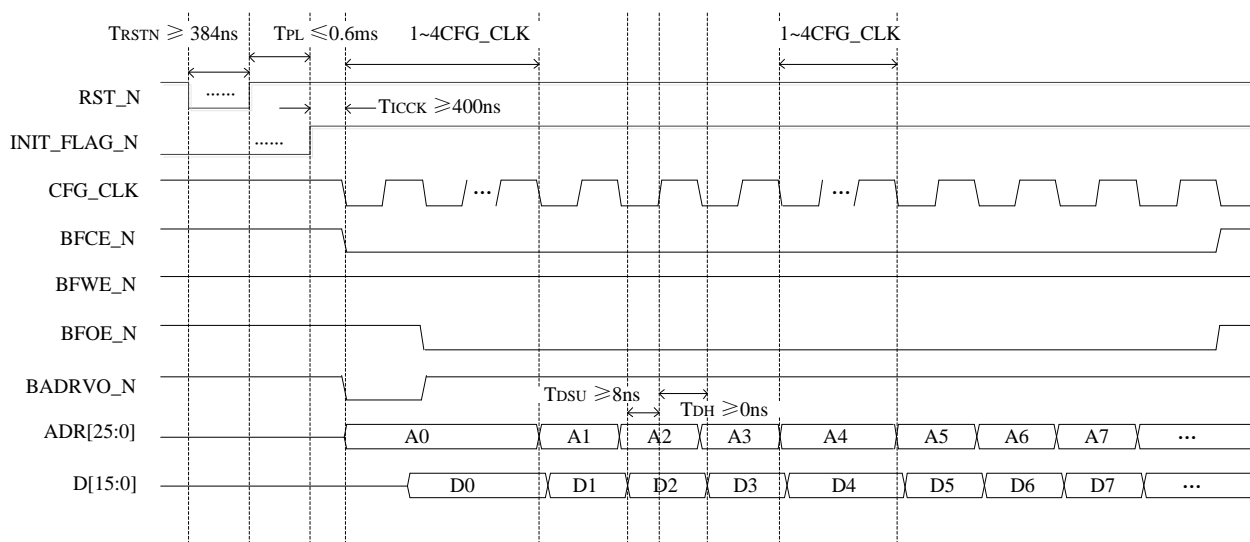 TRSTN ≥ 384ns TPL ≤0.6ms 1~4CFG_CLK 1~4CFG_CLK
RST_N ······
TICCK ≥400ns
INIT_FLAG_N ······
CFG_CLK ··· ···
BFCE_N
BFWE_N
BFOE_N
BADRVO_N
TDSU ≥8ns TDH ≥0ns
ADR[25:0] A0 A1 A2 A3 A4 A5 A6 A7 ···
D[15:0] D0 D1 D2 D3 D4 D5 D6 D7 ···